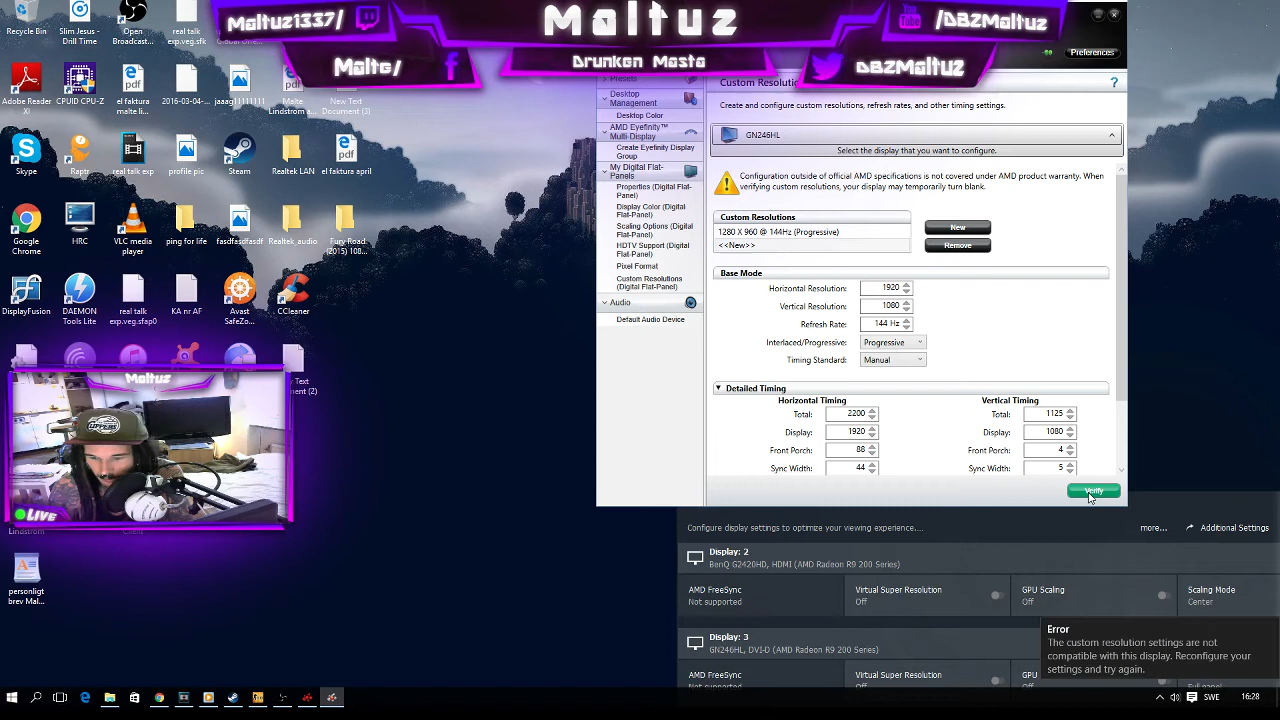 Maltuz1337/
Maltuz
/DBZMaltuz
Malte/
Drunken Masta
DBZMaltuz
Recycle Bin
Slim Jesus - Drill Time
Open Broadcast...
real talk exp.veg.sfk
Adobe Reader XI
CPUID CPU-Z
el faktura malte li...
2016-03-04-...
jaaag11111111
Malte Lindstrom a...
New Text Document (3)
Skype
Raptr
real talk exp
profile pic
Steam
Realtek LAN
el faktura april
Google Chrome
HRC
VLC media player
ping for life
fasdfasdfasdf
Realtek_audio
Fury Road. (2015) 108...
DisplayFusion
DAEMON Tools Lite
real talk exp.veg.sfap0
KA nr AF
Avast SafeZo...
CCleaner
Maltuz
LIVE
Lindstrom
personligt brev Mal...
Preferences
Presets
Desktop Management
Desktop Color
AMD Eyefinity™ Multi-Display
Create Eyefinity Display Group
My Digital Flat-Panels
Properties (Digital Flat-Panel)
Display Color (Digital Flat-Panel)
Scaling Options (Digital Flat-Panel)
HDTV Support (Digital Flat-Panel)
Pixel Format
Custom Resolutions (Digital Flat-Panel)
Audio
Default Audio Device
Create and configure custom resolutions, refresh rates, and other timing settings.
GN246HL
Select the display that you want to configure.
Configuration outside of official AMD specifications is not covered under AMD product warranty. When
verifying custom resolutions, your display may temporarily turn blank.
Custom Resolutions
1280 X 960 @ 144Hz (Progressive)
<<New>>
New
Remove
Base Mode
Horizontal Resolution: 1920
Vertical Resolution: 1080
Refresh Rate: 144 Hz
Interlaced/Progressive: Progressive
Timing Standard: Manual
Detailed Timing
Horizontal Timing Vertical Timing
Total: 2200 Total: 1125
Display: 1920 Display: 1080
Front Porch: 88 Front Porch: 4
Sync Width: 44 Sync Width: 5
Verify
Configure display settings to optimize your viewing experience....
more... Additional Settings
Display: 2
BenQ G2420HD, HDMI (AMD Radeon R9 200 Series)
AMD FreeSync
Not supported
Virtual Super Resolution
Off
GPU Scaling
Off
Scaling Mode
Center
Display: 3
GN246HL, DVI-D (AMD Radeon R9 200 Series)
AMD FreeSync
Virtual Super Resolution
Error
The custom resolution settings are not
compatible with this display. Reconfigure your
settings and try again.
SWE
16:28